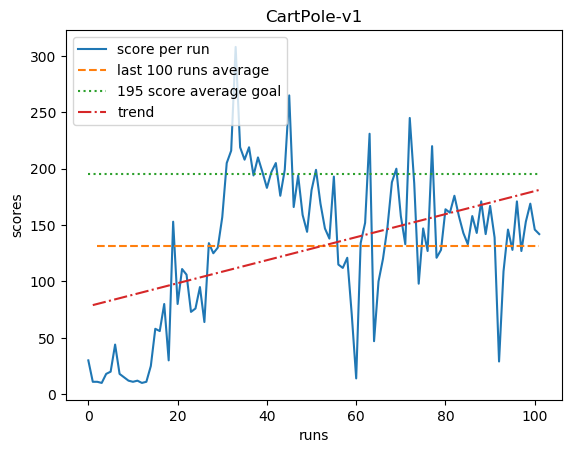 CartPole-v1
score per run
last 100 runs average
195 score average goal
trend
scores
300
250
200
150
100
50
0
0 20 40 60 80 100
runs